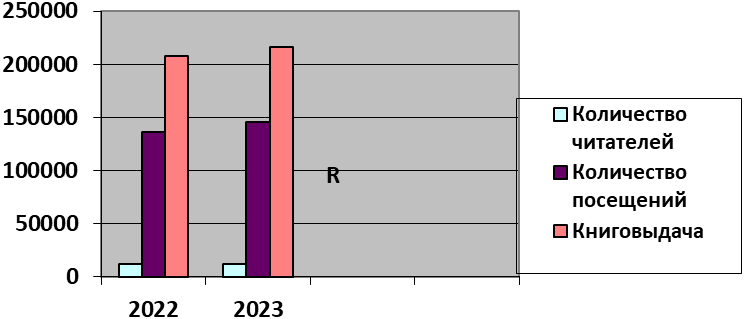 250000
200000
150000
100000
50000
0
2022 2023
R
Количество
читателей
Количество
посещений
Книговыдача